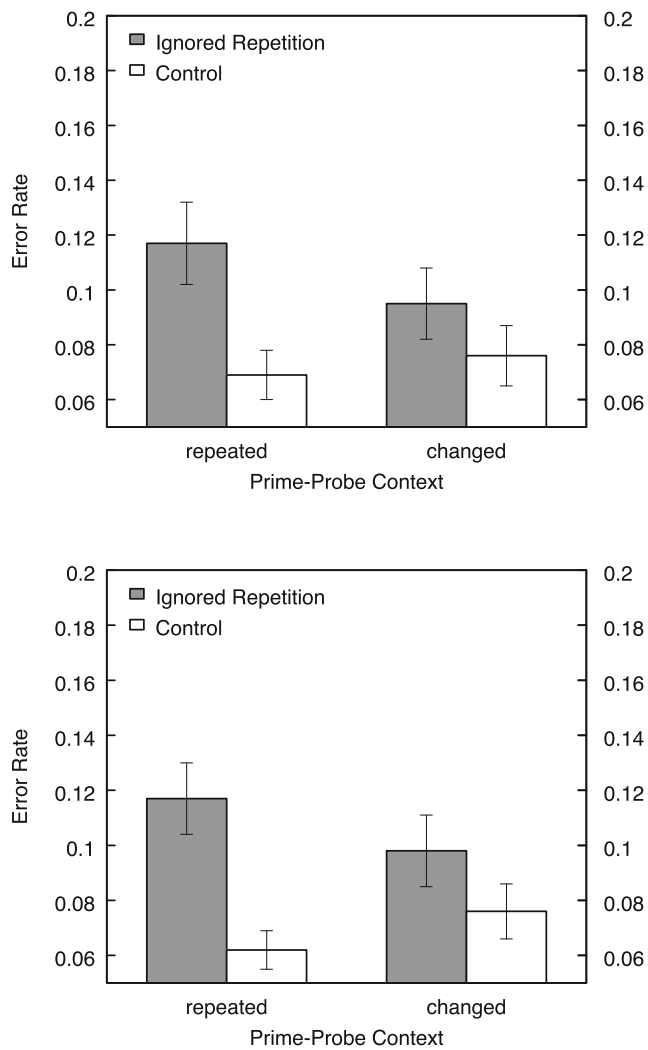 0.2 0.2
Ignored Repetition
0.18 0.18
Control
0.16 0.16
0.14 0.14
Error Rate
0.12 0.12
0.1 0.1
0.08 0.08
0.06 0.06
repeated changed
Prime-Probe Context
0.2 0.2
Ignored Repetition
0.18 0.18
Control
0.16 0.16
0.14 0.14
Error Rate
0.12 0.12
0.1 0.1
0.08 0.08
0.06 0.06
repeated changed
Prime-Probe Context